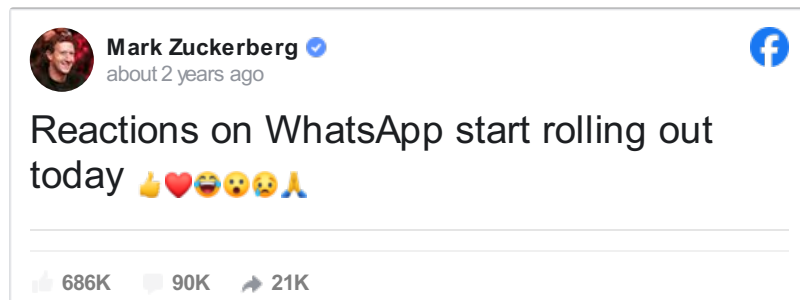 Mark Zuckerberg
about 2 years ago
Reactions on WhatsApp start rolling out
today 👍❤️😂😮😢🙏
686K 90K 21K